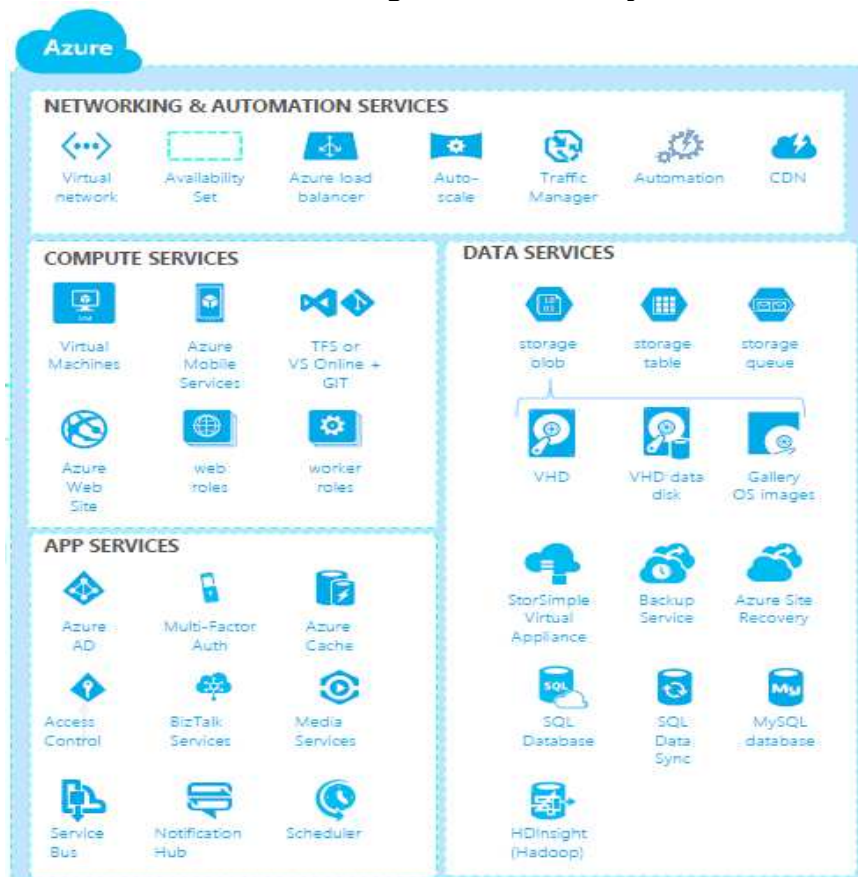 Azure
NETWORKING & AUTOMATION SERVICES
Virtual
network
Availability
Set
Azure load
balancer
Auto-
scale
Traffic
Manager
Automation
CDN
COMPUTE SERVICES
Virtual
Machines
Azure
Mobile
Services
TFS or
VS Online +
GIT
Azure
Web
Site
web
roles
worker
roles
APP SERVICES
Azure
AD
Multi-Factor
Auth
Azure
Cache
Access
Control
BizTalk
Services
Media
Services
Service
Bus
Notification
Hub
Scheduler
DATA SERVICES
storage
blob
storage
table
storage
queue
VHD
VHD data
disk
Gallery
OS images
StorSimple
Virtual
Appliance
Backup
Service
Azure Site
Recovery
SQL
SQL
Database
SQL
Data
Sync
My
MySQL
database
HDInsight
(Hadoop)